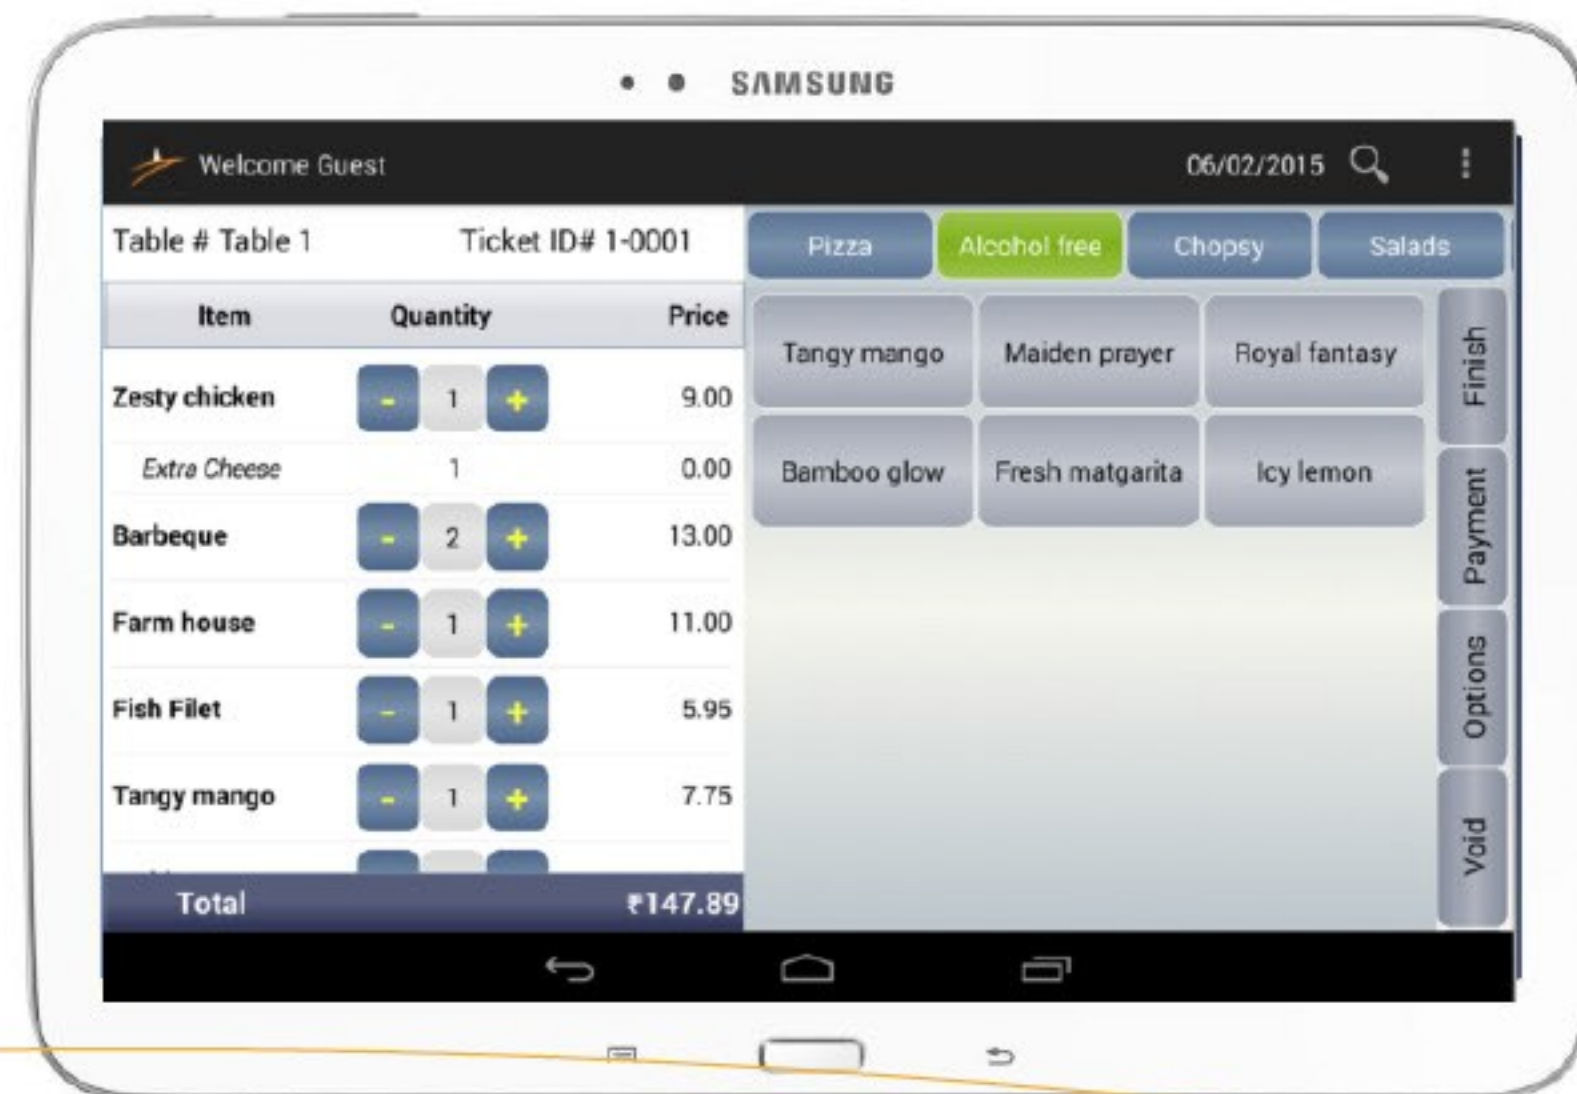 SAMSUNG
Welcome Guest 06/02/2015
Table # Table 1 Ticket ID# 1-0001
Pizza Alcohol free Chopsy Salads
Item Quantity Price
Zesty chicken - 1 + 9.00
Extra Cheese 1 0.00
Barbeque - 2 + 13.00
Farm house - 1 + 11.00
Fish Filet - 1 + 5.95
Tangy mango - 1 + 7.75
Total ₹147.89
Tangy mango Maiden prayer Royal fantasy
Bamboo glow Fresh matgarita Icy lemon
Finish
Payment
Options
Void